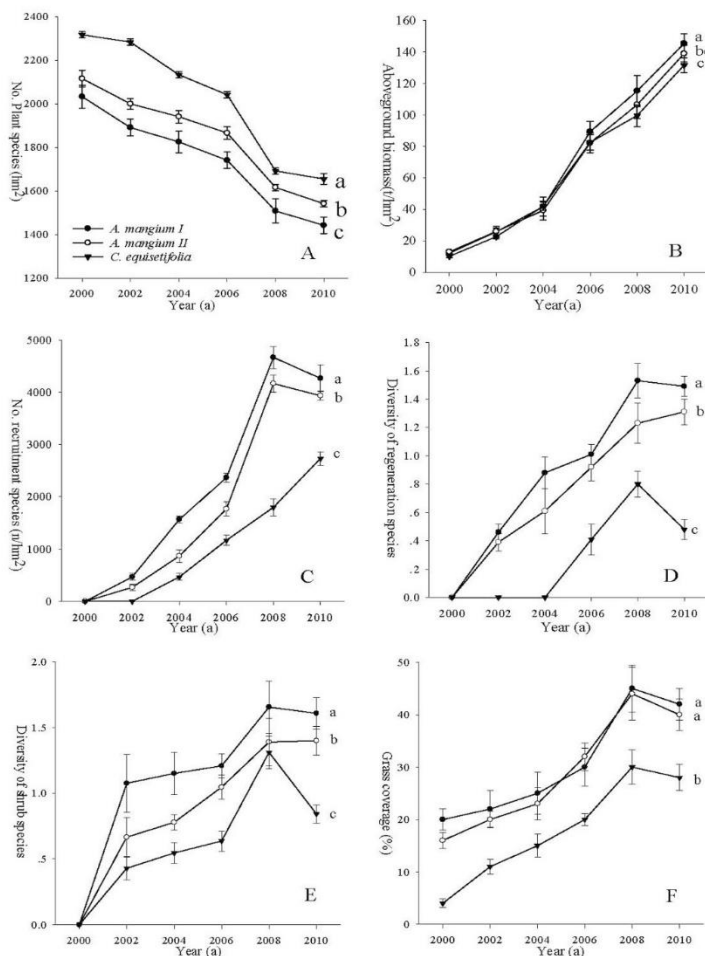 No. Plant species (hm²)
2400
2200
2000
1800
1600
1400
1200
a
b
c
A. mangium I
A. mangium II
C. equisetifolia
A
2000 2002 2004 2006 2008 2010
Year (a)
Aboveground biomass(t/hm²)
160
140
120
100
80
60
40
20
0
a
c
B
2000 2002 2004 2006 2008 2010
Year(a)
No. recruitment species (n/hm²)
5000
4000
3000
2000
1000
0
a
b
c
C
2000 2002 2004 2006 2008 2010
Year (a)
Diversity of regeneration species
1.8
1.6
1.4
1.2
1.0
.8
.6
.4
.2
.0
a
b
c
D
2000 2002 2004 2006 2008 2010
Year (a)
Diversity of shrub species
2.0
1.5
1.0
.5
0.0
a
b
c
E
2000 2002 2004 2006 2008 2010
Year (a)
Grass coverage (%)
50
40
30
20
10
0
a
a
b
F
2000 2002 2004 2006 2008 2010
Year (a)